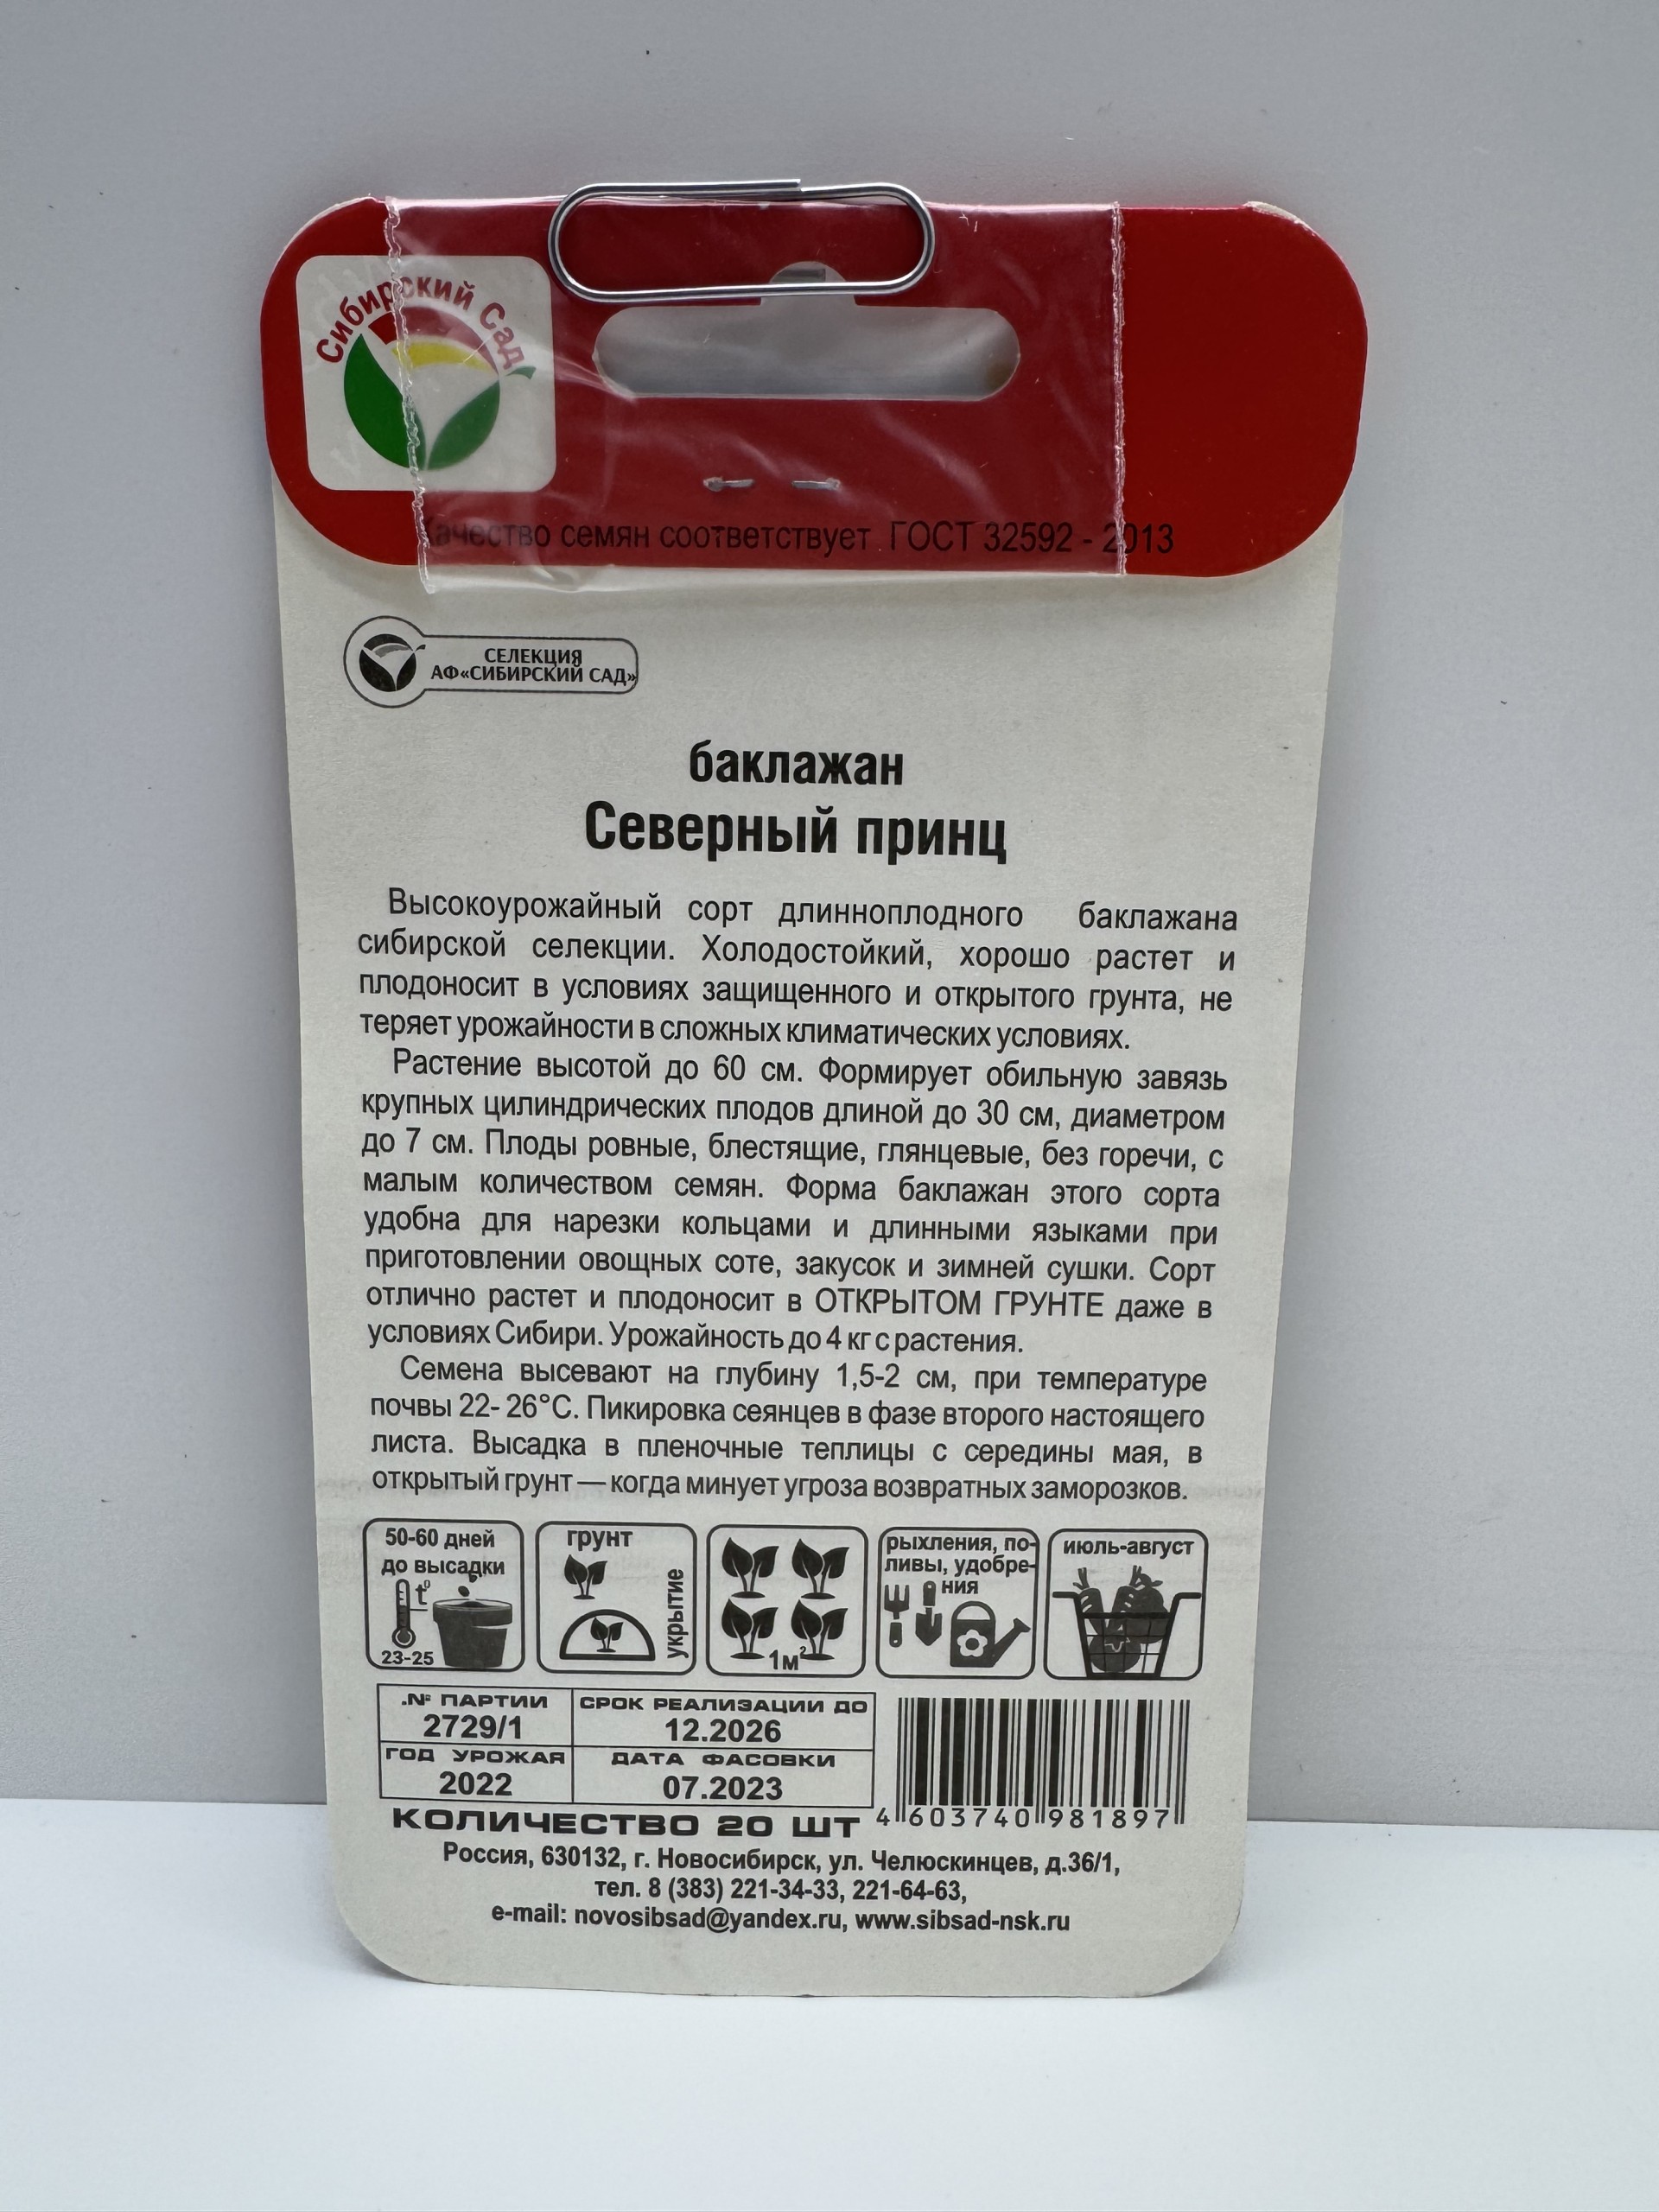 Сибирский Сад
Качество семян соответствует ГОСТ 32592 - 2013
СЕЛЕКЦИЯ
АФ«СИБИРСКИЙ САД»
баклажан
Северный принц
Высокоурожайный сорт длинноплодного баклажана
сибирской селекции. Холодостойкий, хорошо растет и
плодоносит в условиях защищенного и открытого грунта, не
теряет урожайности в сложных климатических условиях.
Растение высотой до 60 см. Формирует обильную завязь
крупных цилиндрических плодов длиной до 30 см, диаметром
до 7 см. Плоды ровные, блестящие, глянцевые, без горечи, с
малым количеством семян. Форма баклажан этого сорта
удобна для нарезки кольцами и длинными языками при
приготовлении овощных соте, закусок и зимней сушки. Сорт
отлично растет и плодоносит в ОТКРЫТОМ ГРУНТЕ даже в
условиях Сибири. Урожайность до 4 кг с растения.
Семена высевают на глубину 1,5-2 см, при температуре
почвы 22- 26°С. Пикировка сеянцев в фазе второго настоящего
листа. Высадка в пленочные теплицы с середины мая, в
открытый грунт — когда минует угроза возвратных заморозков.
50-60 дней
до высадки
t°
23-25
грунт
укрытие
1м²
рыхления, по-
ливы, удобре-
ния
июль-август
.№ ПАРТИИ
2729/1
СРОК РЕАЛИЗАЦИИ ДО
12.2026
ГОД УРОЖАЯ
2022
ДАТА ФАСОВКИ
07.2023
КОЛИЧЕСТВО 20 ШТ
4 603740 981897
Россия, 630132, г. Новосибирск, ул. Челюскинцев, д.36/1,
тел. 8 (383) 221-34-33, 221-64-63,
e-mail: novosibsad@yandex.ru, www.sibsad-nsk.ru